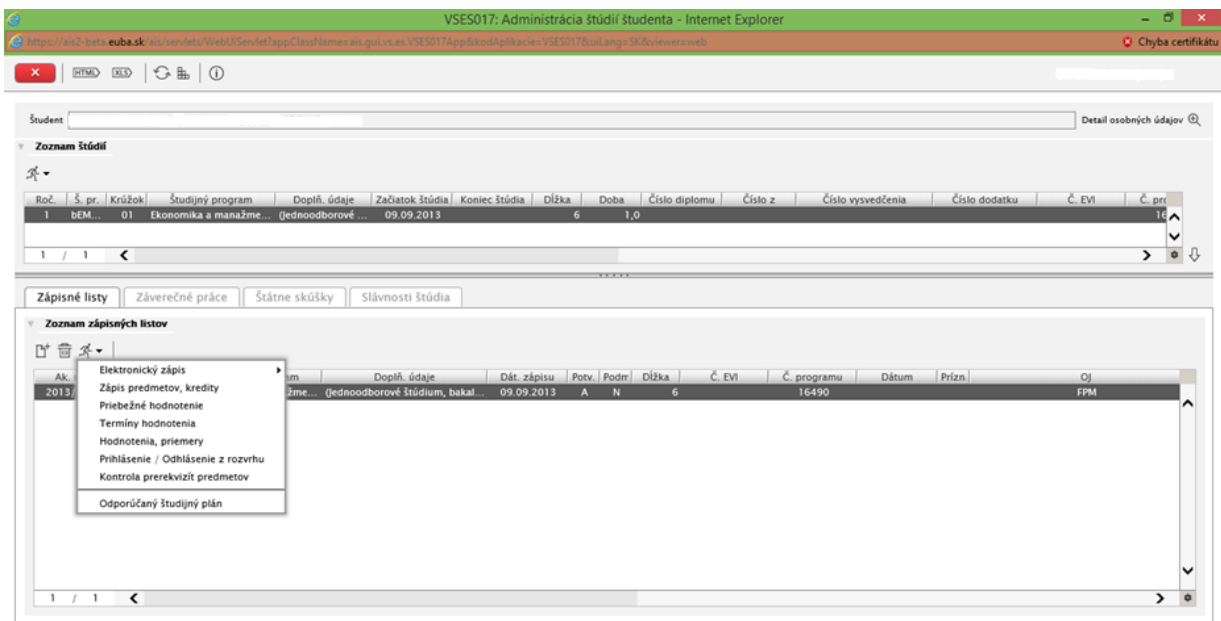 VSES017: Administrácia štúdií študenta - Internet Explorer
https://ais2-beta.euba.sk/ais/servlets/WebUIServlet?appClassName=ais.gui.vs.es.VSES017App&kodAplikacie=VSES017&uiLang=SK&viewer=web Chyba certifikátu
HTML XLS
Študent Detail osobných údajov
Zoznam štúdií
Roč. Š. pr. Krúžok Študijný program Doplň. údaje Začiatok štúdia Koniec štúdia Dĺžka Doba Číslo diplomu Číslo z Číslo vysvedčenia Číslo dodatku Č. EVI Č. pro
1 bEM... 01 Ekonomika a manažme... (Jednoodborové ... 09.09.2013 6 1,0 16
1 / 1
Zápisné listy Záverečné práce Štátne skúšky Slávnosti štúdia
Zoznam zápisných listov
Elektronický zápis
Zápis predmetov, kredity
Priebežné hodnotenie
Termíny hodnotenia
Hodnotenia, priemery
Prihlásenie / Odhlásenie z rozvrhu
Kontrola prerekvizít predmetov
Odporúčaný študijný plán
Ak. Doplň. údaje Dát. zápisu Potv. Podm Dĺžka Č. EVI Č. programu Dátum Prízn OJ
2013/ žme... (Jednoodborové štúdium, bakal... 09.09.2013 A N 6 16490 FPM
1 / 1